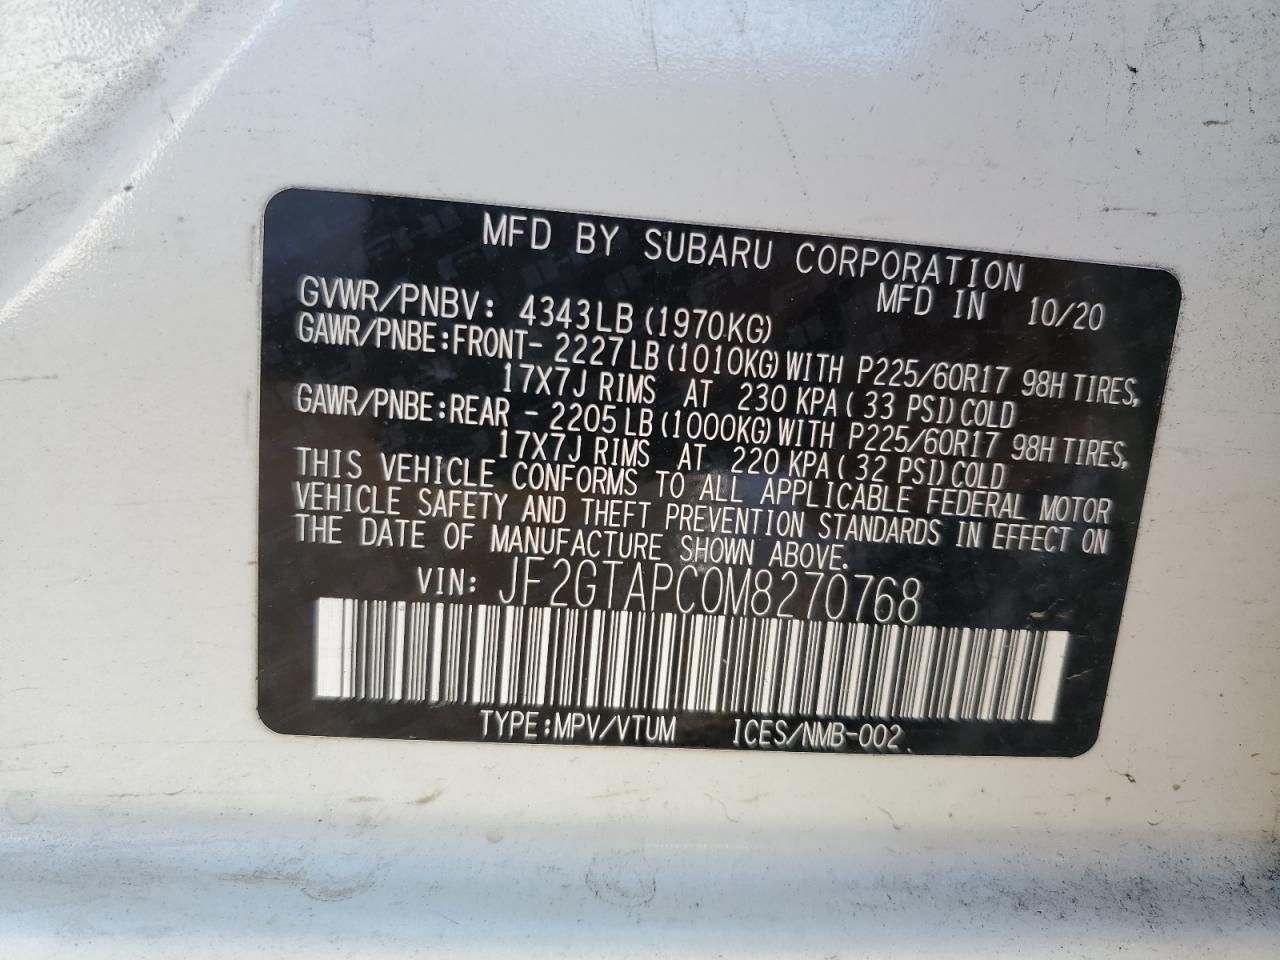 MFD BY SUBARU CORPORATION
MFD IN 10/20
GVWR/PNBV: 4343LB (1970KG)
GAWR/PNBE:FRONT- 2227LB (1010KG) WITH P225/60R17 98H TIRES,
17X7J RIMS AT 230 KPA ( 33 PSI) COLD
GAWR/PNBE:REAR - 2205LB (1000KG) WITH P225/60R17 98H TIRES,
17X7J RIMS AT 220 KPA ( 32 PSI) COLD
THIS VEHICLE CONFORMS TO ALL APPLICABLE FEDERAL MOTOR
VEHICLE SAFETY AND THEFT PREVENTION STANDARDS IN EFFECT ON
THE DATE OF MANUFACTURE SHOWN ABOVE.
VIN: JF2GTAPC0M8270768
TYPE:MPV/VTUM ICES/NMB-002